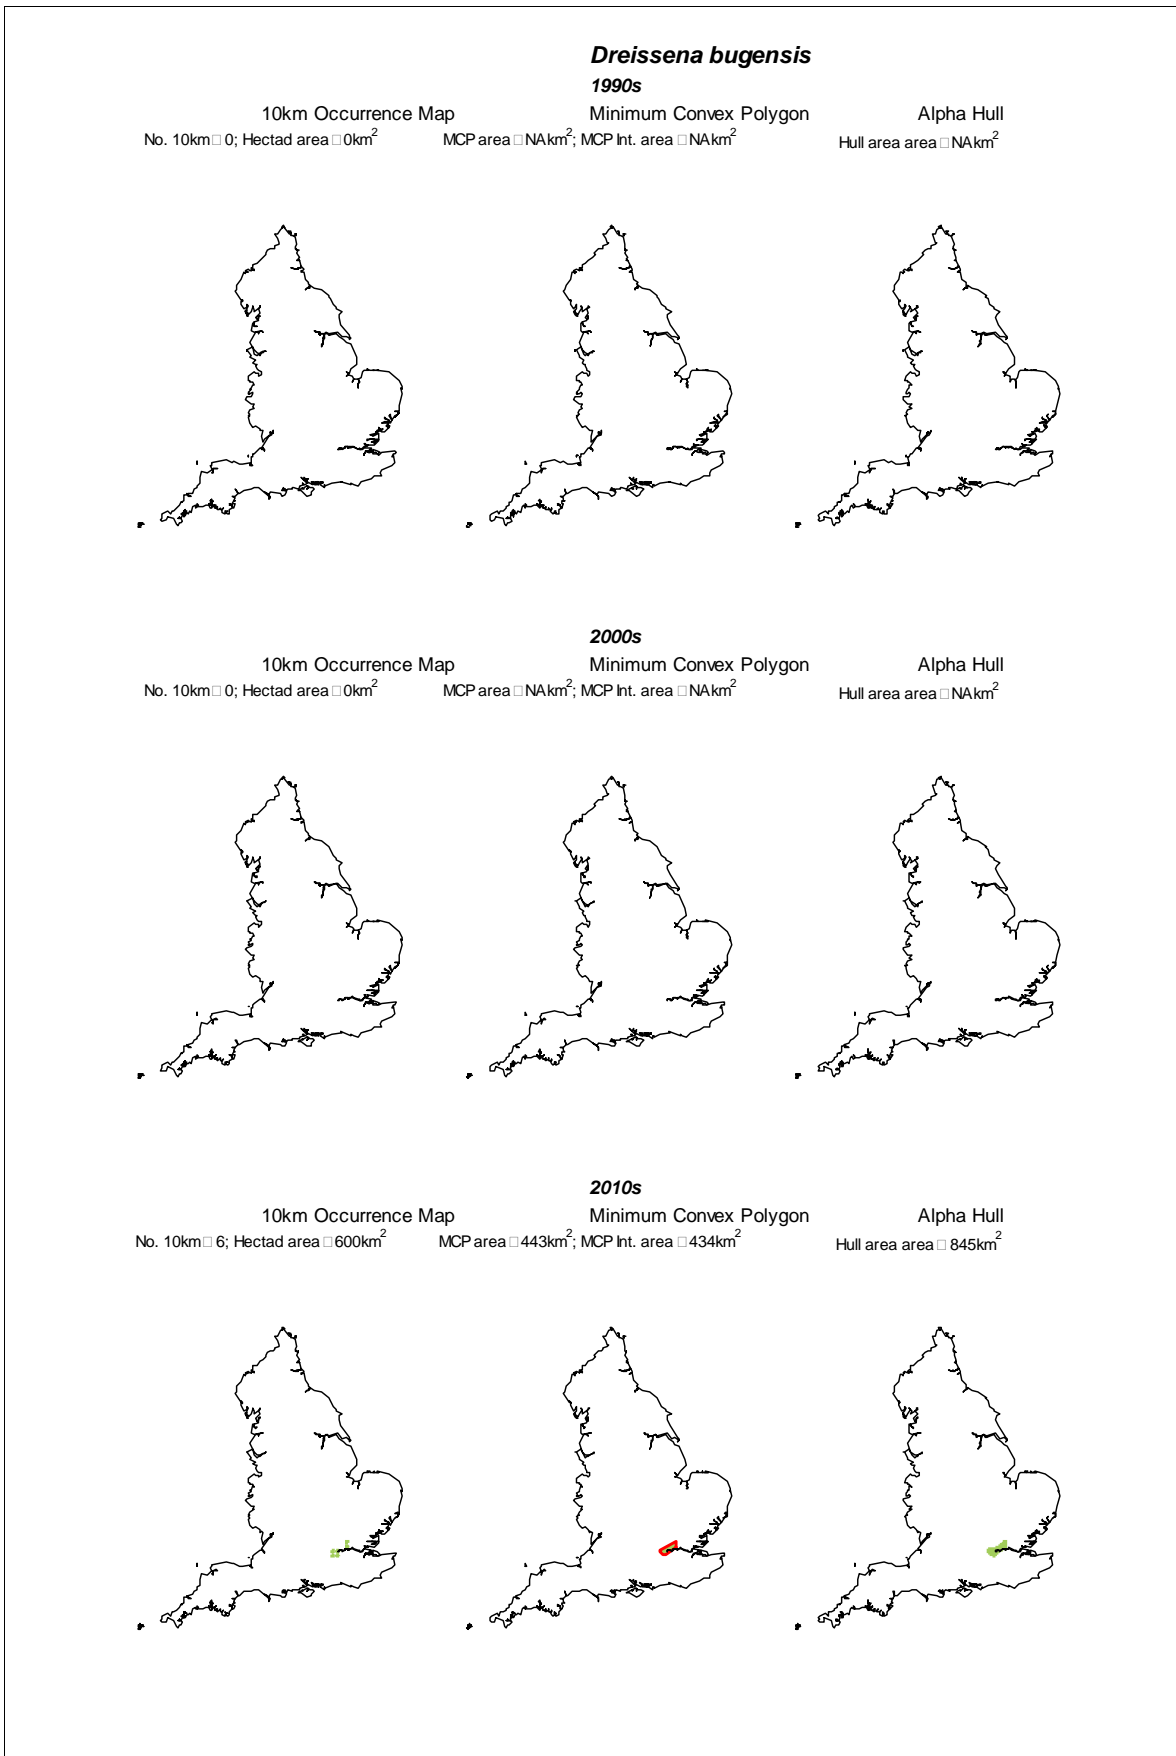 Dreissena bugensis
1990s
10km Occurrence Map Minimum Convex Polygon Alpha Hull
No. 10km□0; Hectad area □0km² MCP area □NAkm²; MCP Int. area □NAkm² Hull area area □NAkm²
2000s
10km Occurrence Map Minimum Convex Polygon Alpha Hull
No. 10km□0; Hectad area □0km² MCP area □NAkm²; MCP Int. area □NAkm² Hull area area □NAkm²
2010s
10km Occurrence Map Minimum Convex Polygon Alpha Hull
No. 10km□6; Hectad area □600km² MCP area □443km²; MCP Int. area □434km² Hull area area □845km²